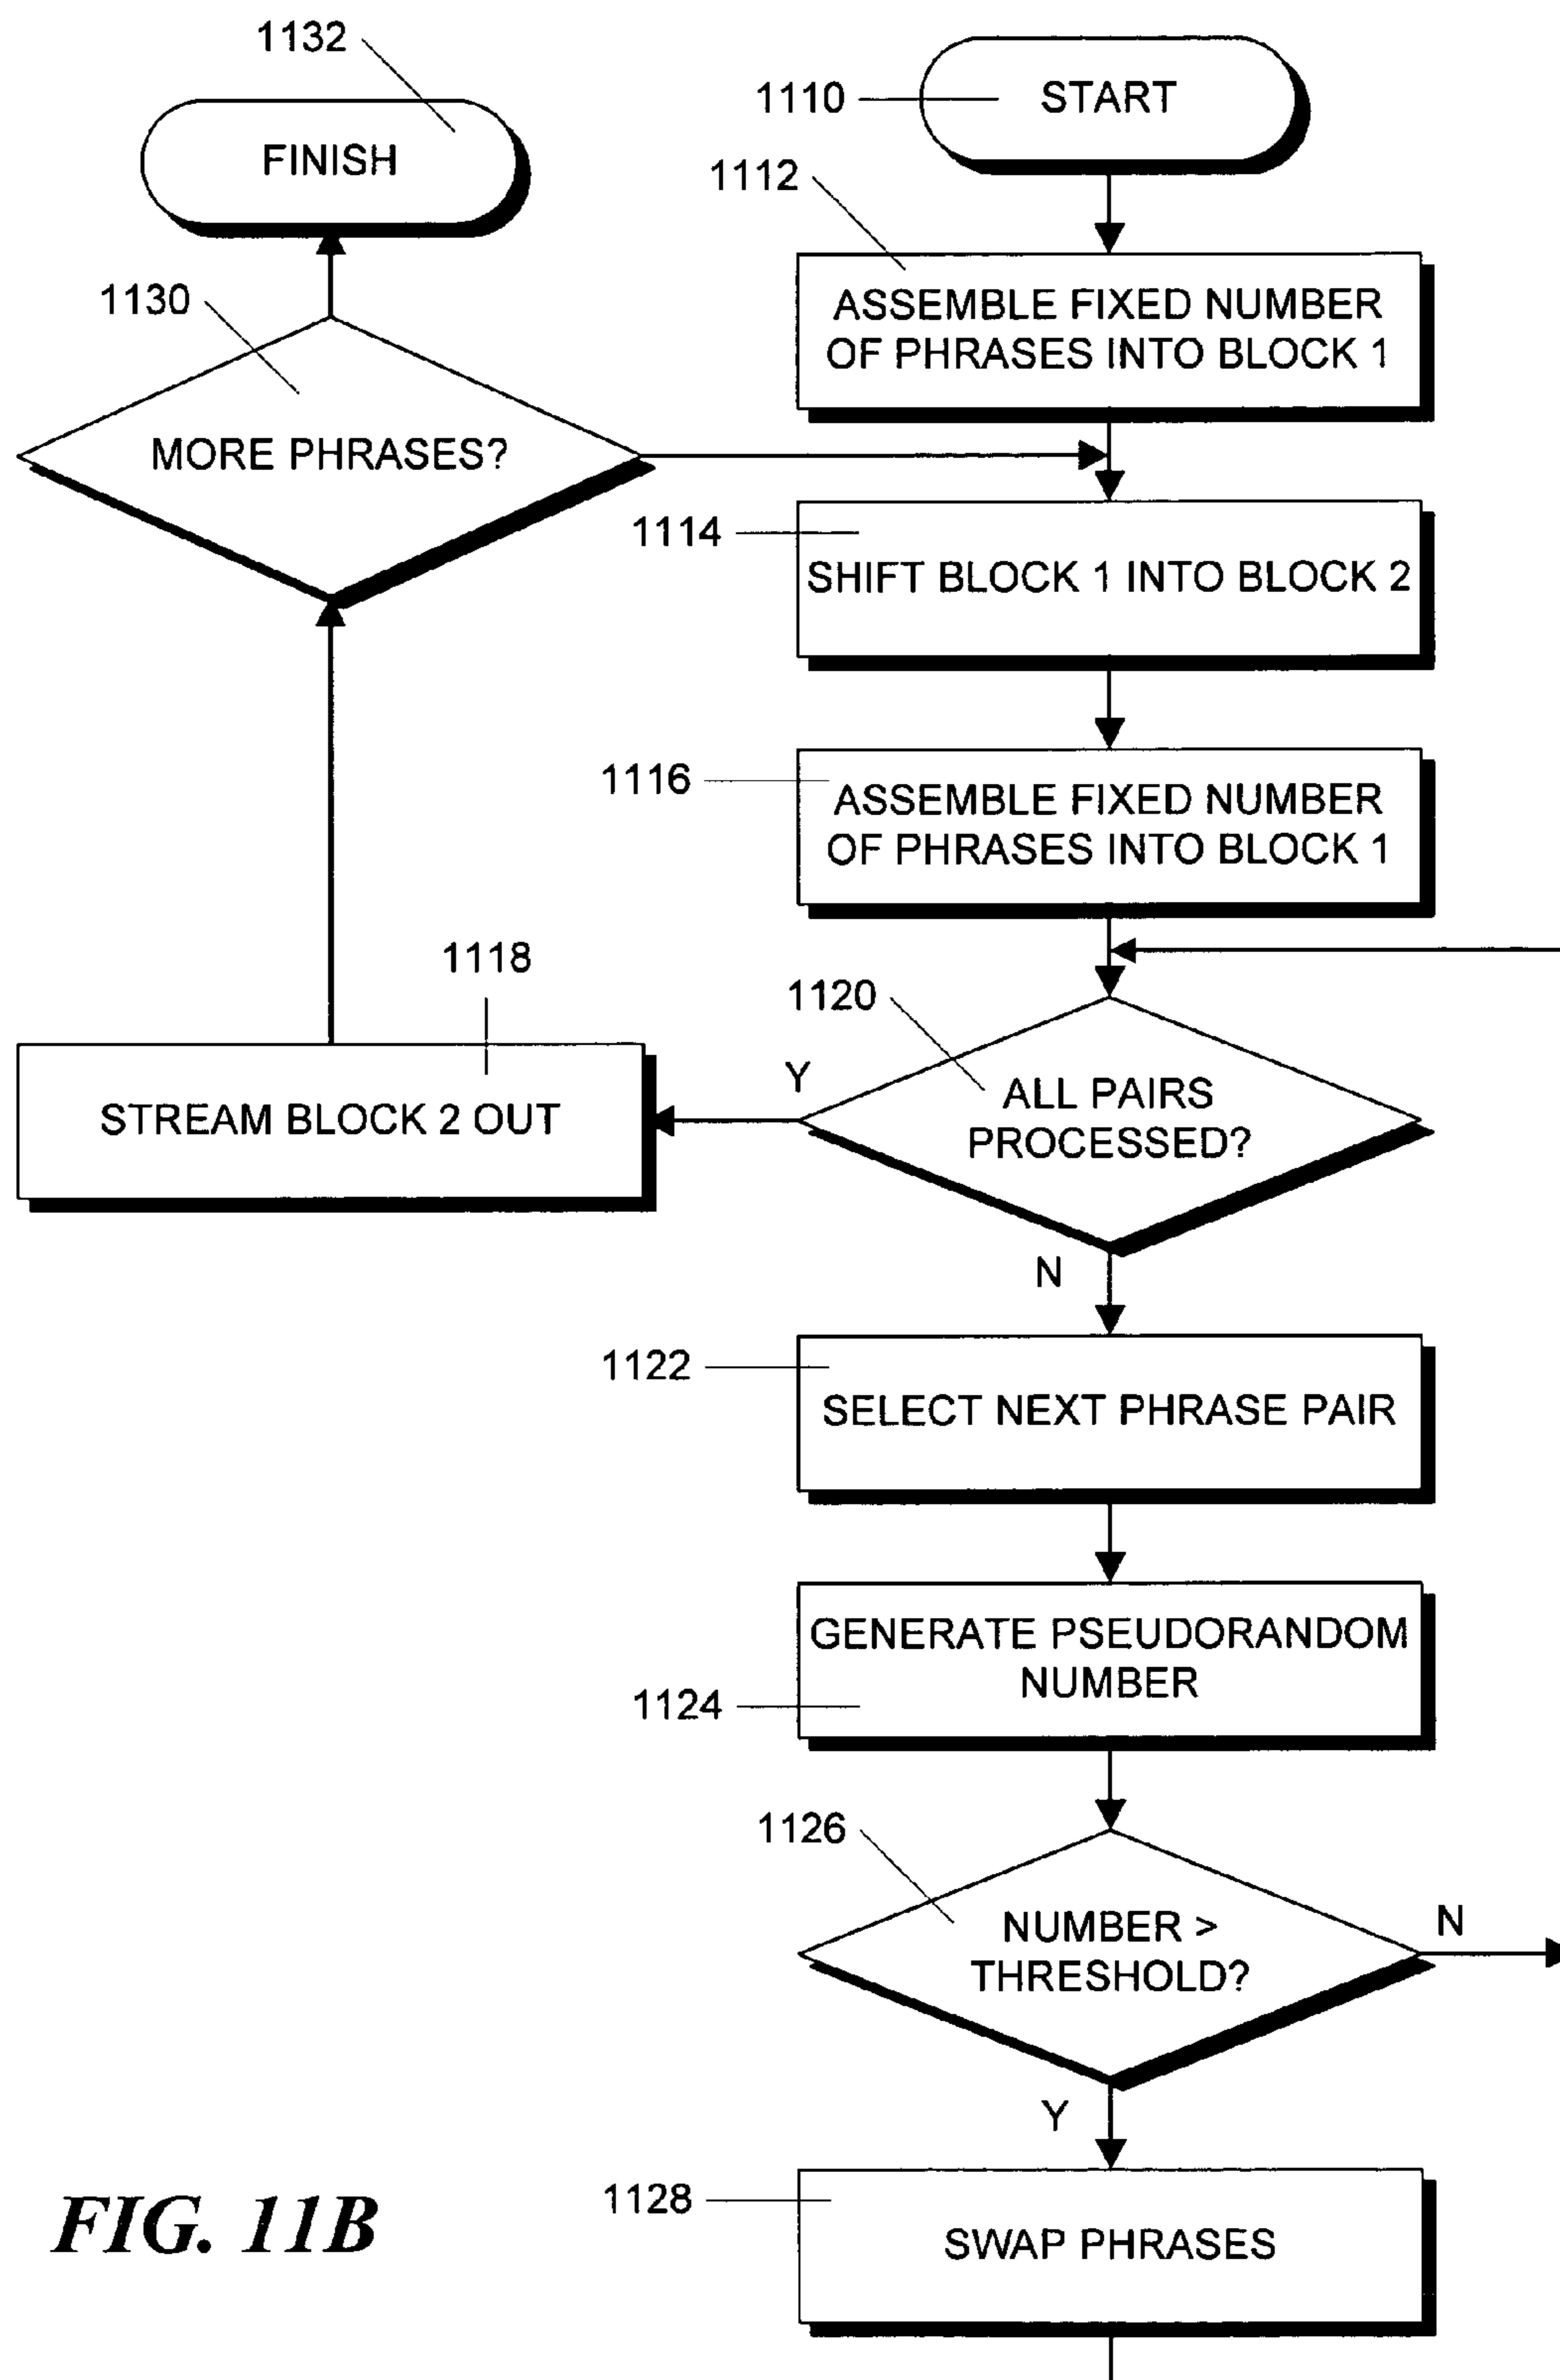 1132
FINISH
1110
START
1112
ASSEMBLE FIXED NUMBER
OF PHRASES INTO BLOCK 1
1130
MORE PHRASES?
1114
SHIFT BLOCK 1 INTO BLOCK 2
1116
ASSEMBLE FIXED NUMBER
OF PHRASES INTO BLOCK 1
1118
STREAM BLOCK 2 OUT
1120
Y
ALL PAIRS
PROCESSED?
N
1122
SELECT NEXT PHRASE PAIR
GENERATE PSEUDORANDOM
NUMBER
1124
1126
NUMBER >
THRESHOLD?
N
Y
1128
SWAP PHRASES
FIG. 11B